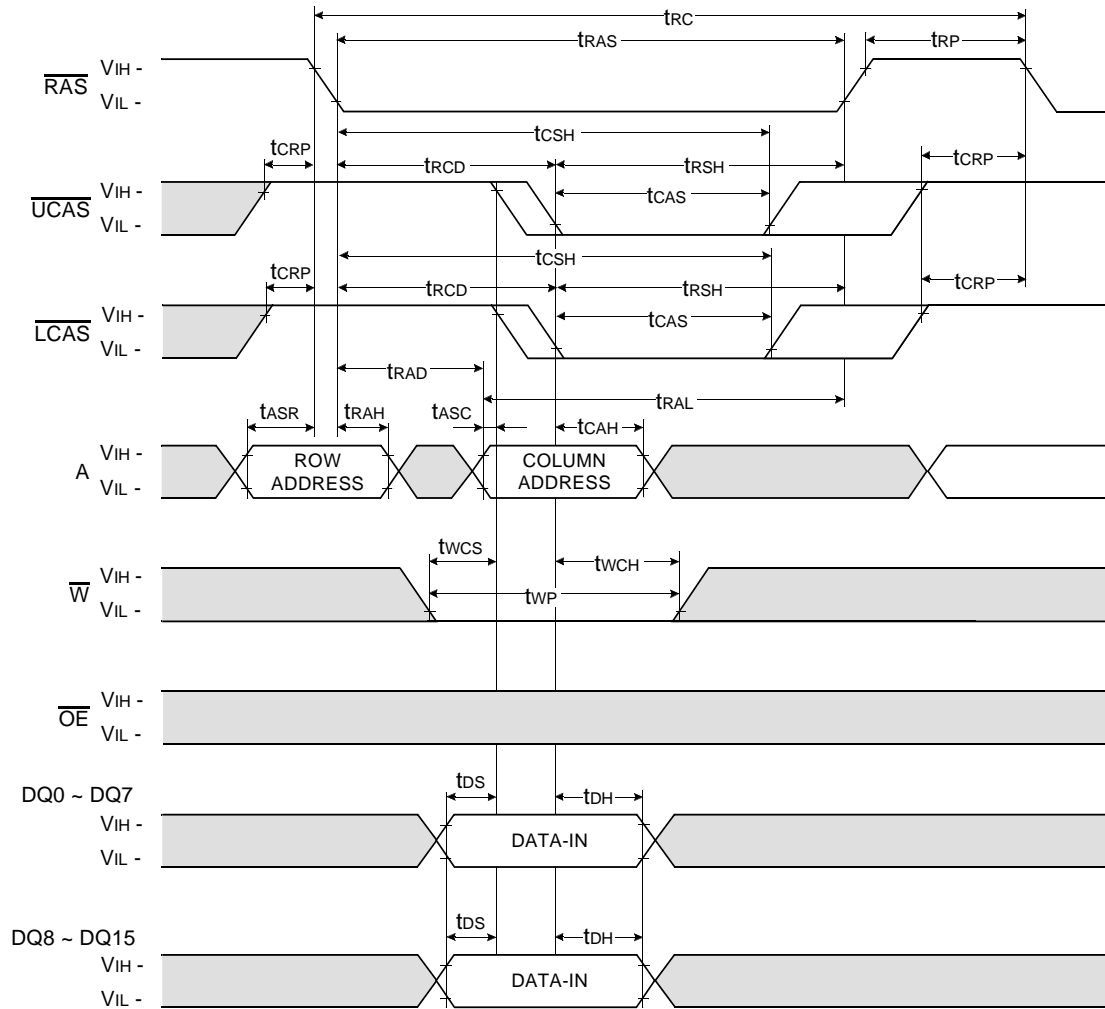 tRC
tRAS tRP
RAS VIH -
VIL -
tCSH
tCRP tRCD tRSH tCRP
UCAS VIH -
VIL -
tCAS
tCSH
tCRP tRCD tRSH tCRP
LCAS VIH -
VIL -
tCAS
tRAD
tRAL
tASR tRAH tASC tCAH
A VIH -
VIL -
ROW
ADDRESS
COLUMN
ADDRESS
tWCS tWCH
W VIH -
VIL -
tWP
OE VIH -
VIL -
DQ0 ~ DQ7
tDS tDH
VIH -
VIL -
DATA-IN
DQ8 ~ DQ15
tDS tDH
VIH -
VIL -
DATA-IN